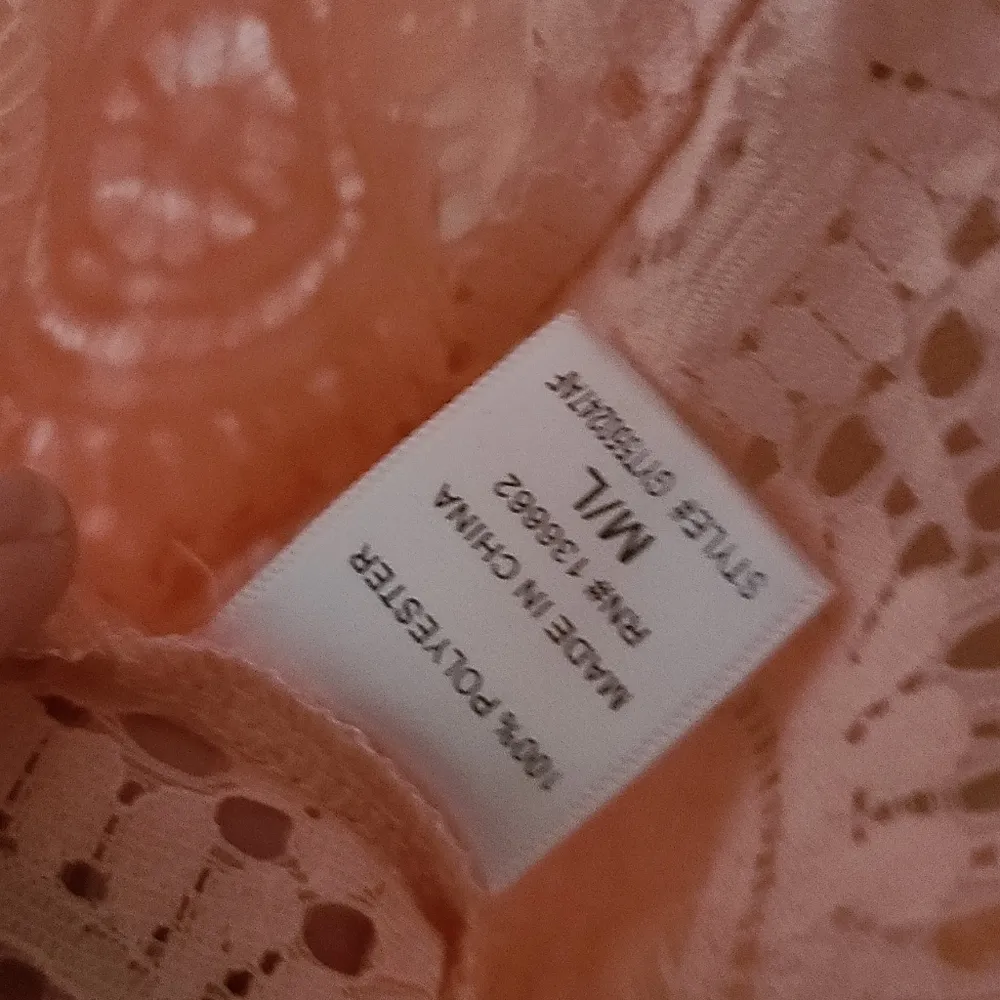 100% POLYESTER
MADE IN CHINA
RN# 136662
M/L
STYLE#